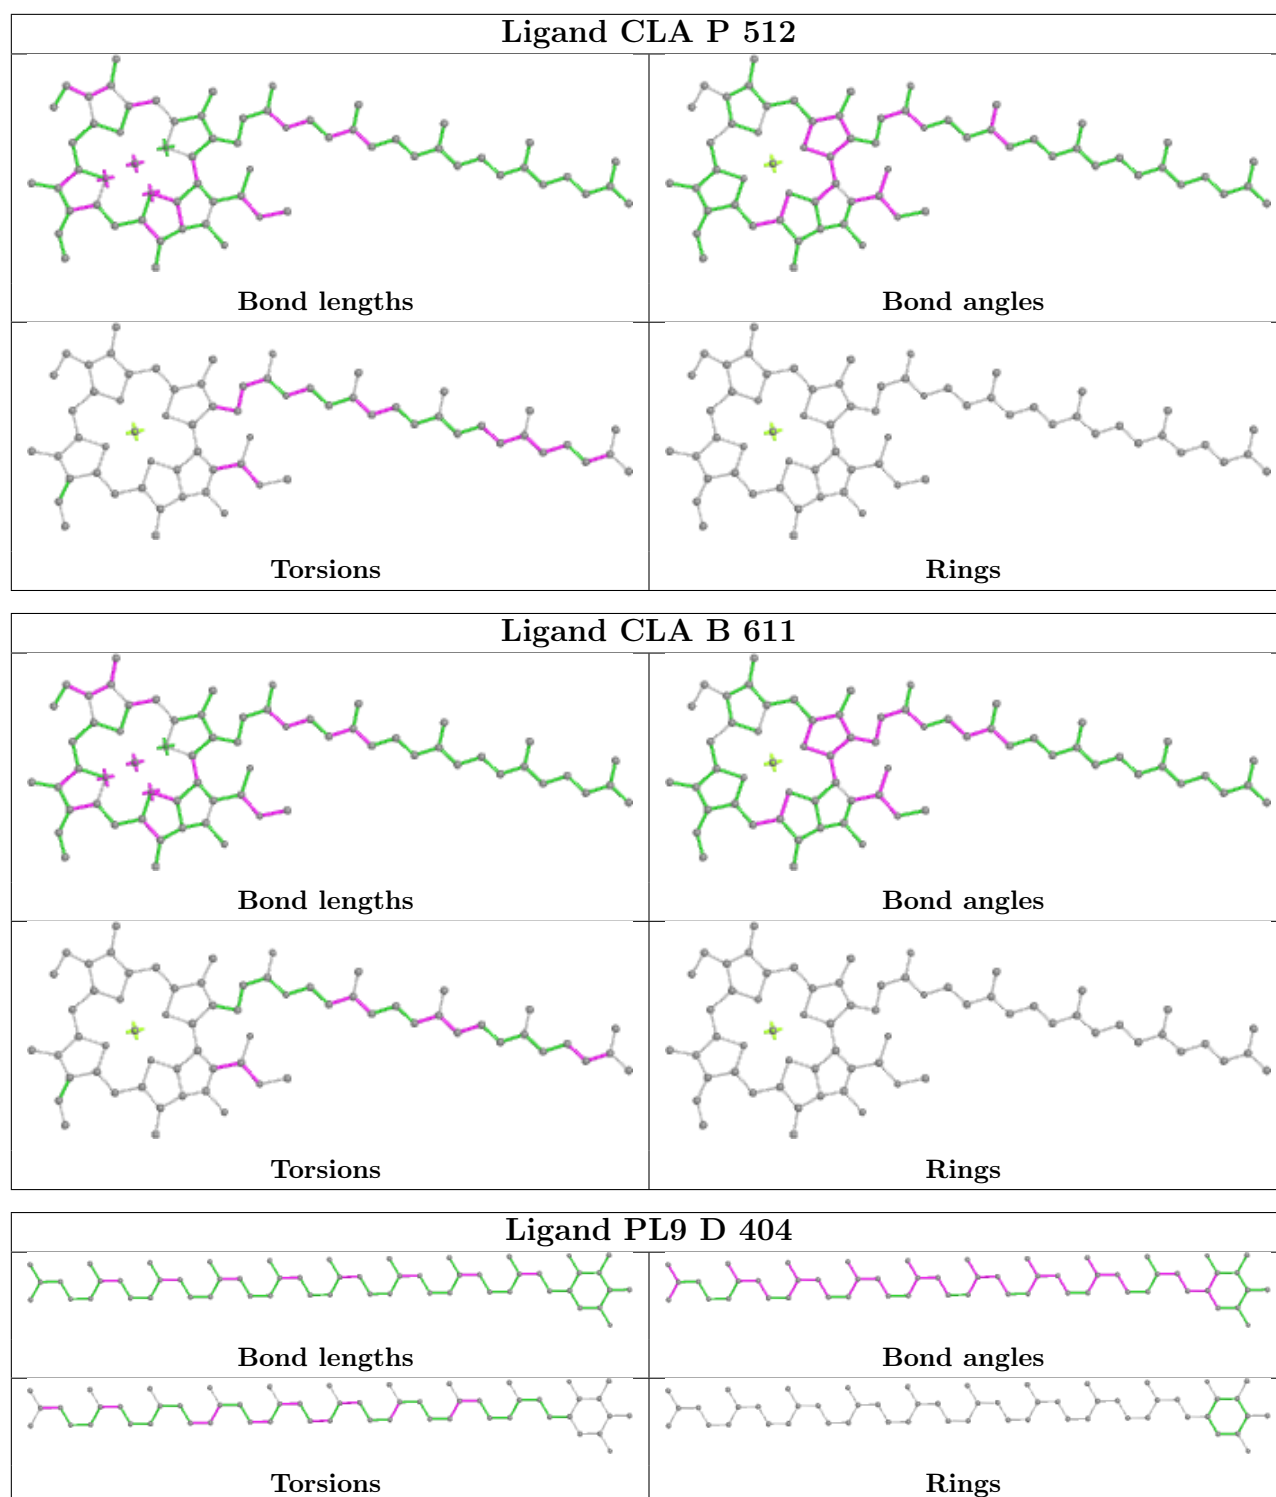 Ligand CLA P 512
Bond lengths
Bond angles
Torsions
Rings
Ligand CLA B 611
Bond lengths
Bond angles
Torsions
Rings
Ligand PL9 D 404
Bond lengths
Bond angles
Torsions
Rings